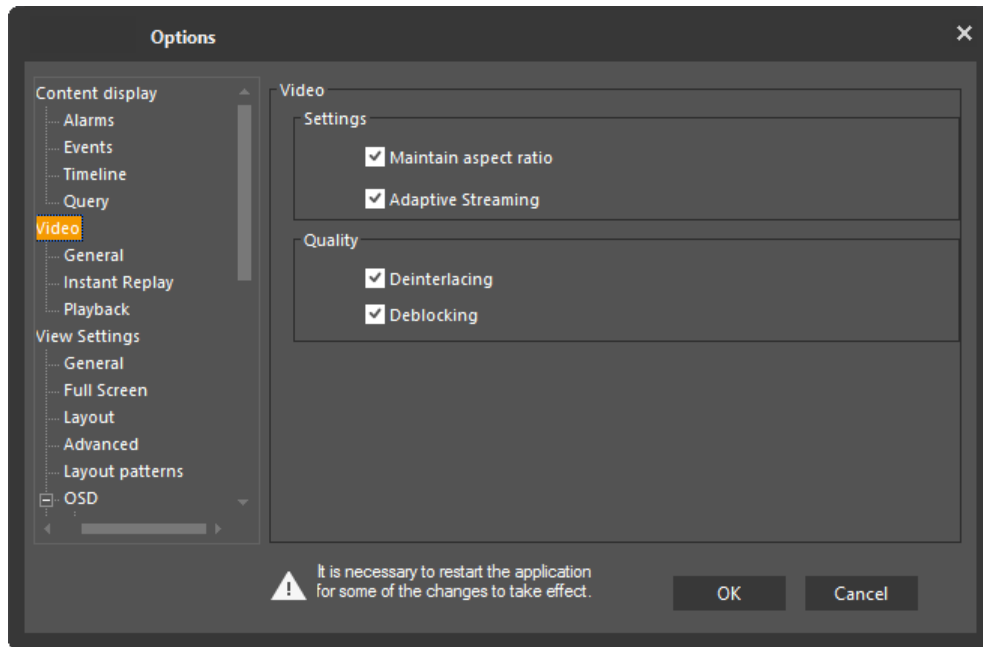 Options
Content display
Alarms
Events
Timeline
Query
Video
General
Instant Replay
Playback
View Settings
General
Full Screen
Layout
Advanced
Layout patterns
OSD
Video
Settings
Maintain aspect ratio
Adaptive Streaming
Quality
Deinterlacing
Deblocking
It is necessary to restart the application
for some of the changes to take effect.
OK
Cancel